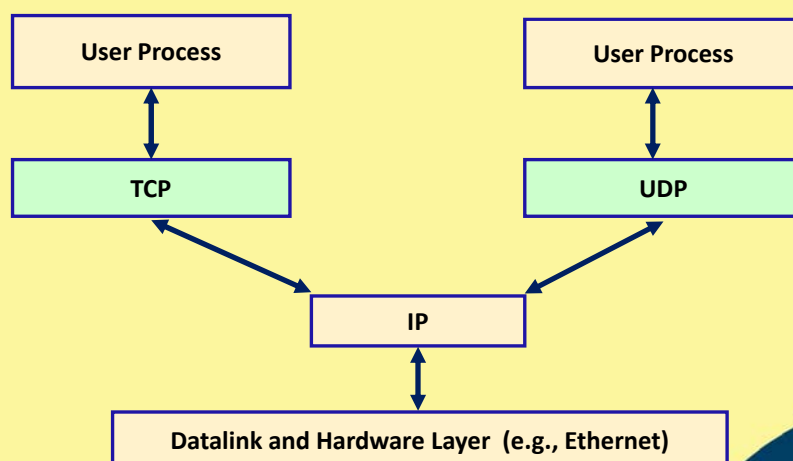 User Process
User Process
TCP
UDP
IP
Datalink and Hardware Layer (e.g., Ethernet)